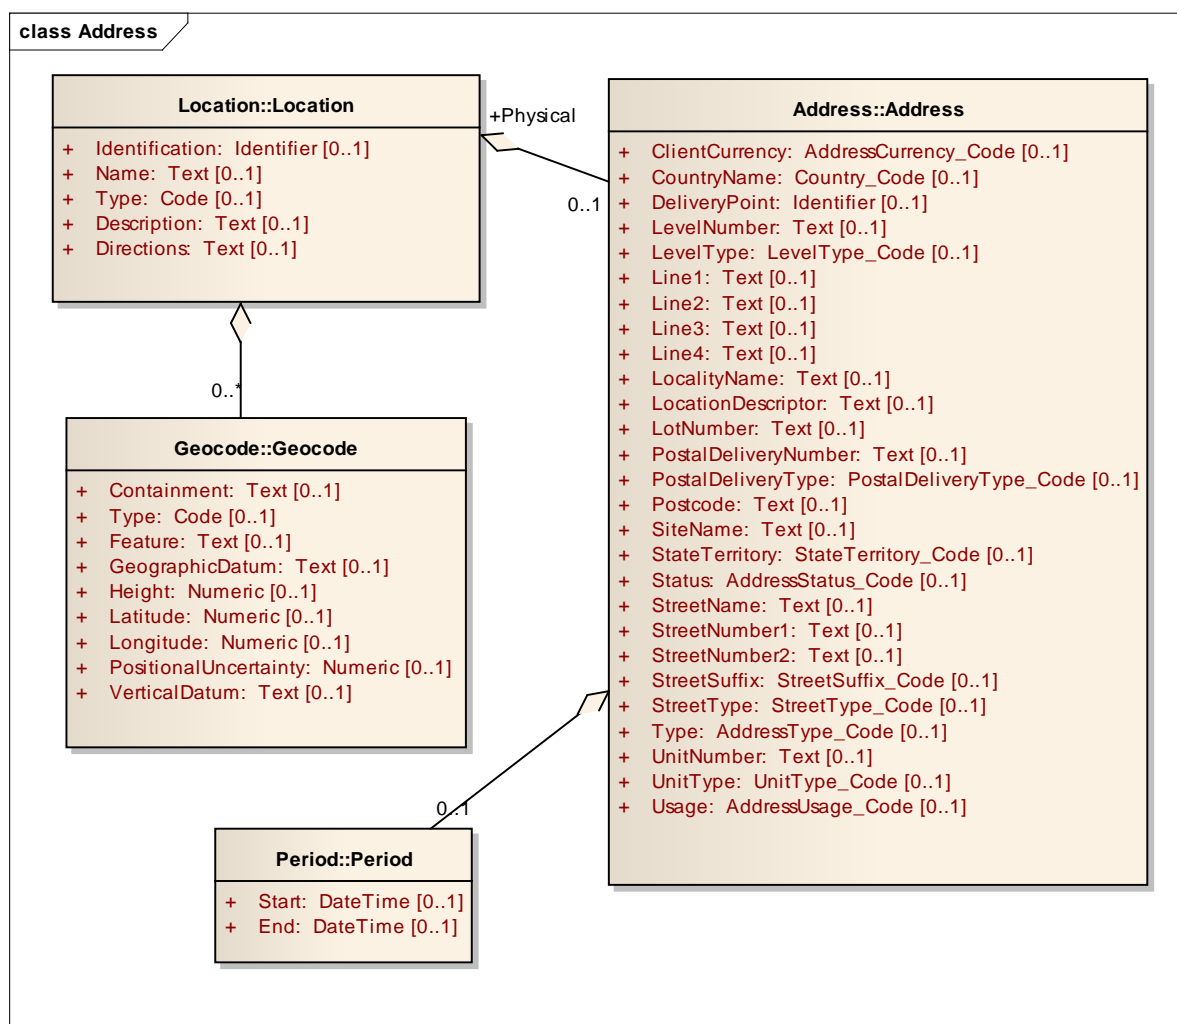 class Address
Location::Location
+ Identification: Identifier [0..1]
+ Name: Text [0..1]
+ Type: Code [0..1]
+ Description: Text [0..1]
+ Directions: Text [0..1]
+Physical
0..1
0..*
Geocode::Geocode
+ Containment: Text [0..1]
+ Type: Code [0..1]
+ Feature: Text [0..1]
+ GeographicDatum: Text [0..1]
+ Height: Numeric [0..1]
+ Latitude: Numeric [0..1]
+ Longitude: Numeric [0..1]
+ PositionalUncertainty: Numeric [0..1]
+ VerticalDatum: Text [0..1]
Address::Address
+ ClientCurrency: AddressCurrency_Code [0..1]
+ CountryName: Country_Code [0..1]
+ DeliveryPoint: Identifier [0..1]
+ LevelNumber: Text [0..1]
+ LevelType: LevelType_Code [0..1]
+ Line1: Text [0..1]
+ Line2: Text [0..1]
+ Line3: Text [0..1]
+ Line4: Text [0..1]
+ LocalityName: Text [0..1]
+ LocationDescriptor: Text [0..1]
+ LotNumber: Text [0..1]
+ PostalDeliveryNumber: Text [0..1]
+ PostalDeliveryType: PostalDeliveryType_Code [0..1]
+ Postcode: Text [0..1]
+ SiteName: Text [0..1]
+ StateTerritory: StateTerritory_Code [0..1]
+ Status: AddressStatus_Code [0..1]
+ StreetName: Text [0..1]
+ StreetNumber1: Text [0..1]
+ StreetNumber2: Text [0..1]
+ StreetSuffix: StreetSuffix_Code [0..1]
+ StreetType: StreetType_Code [0..1]
+ Type: AddressType_Code [0..1]
+ UnitNumber: Text [0..1]
+ UnitType: UnitType_Code [0..1]
+ Usage: AddressUsage_Code [0..1]
0..1
Period::Period
+ Start: DateTime [0..1]
+ End: DateTime [0..1]